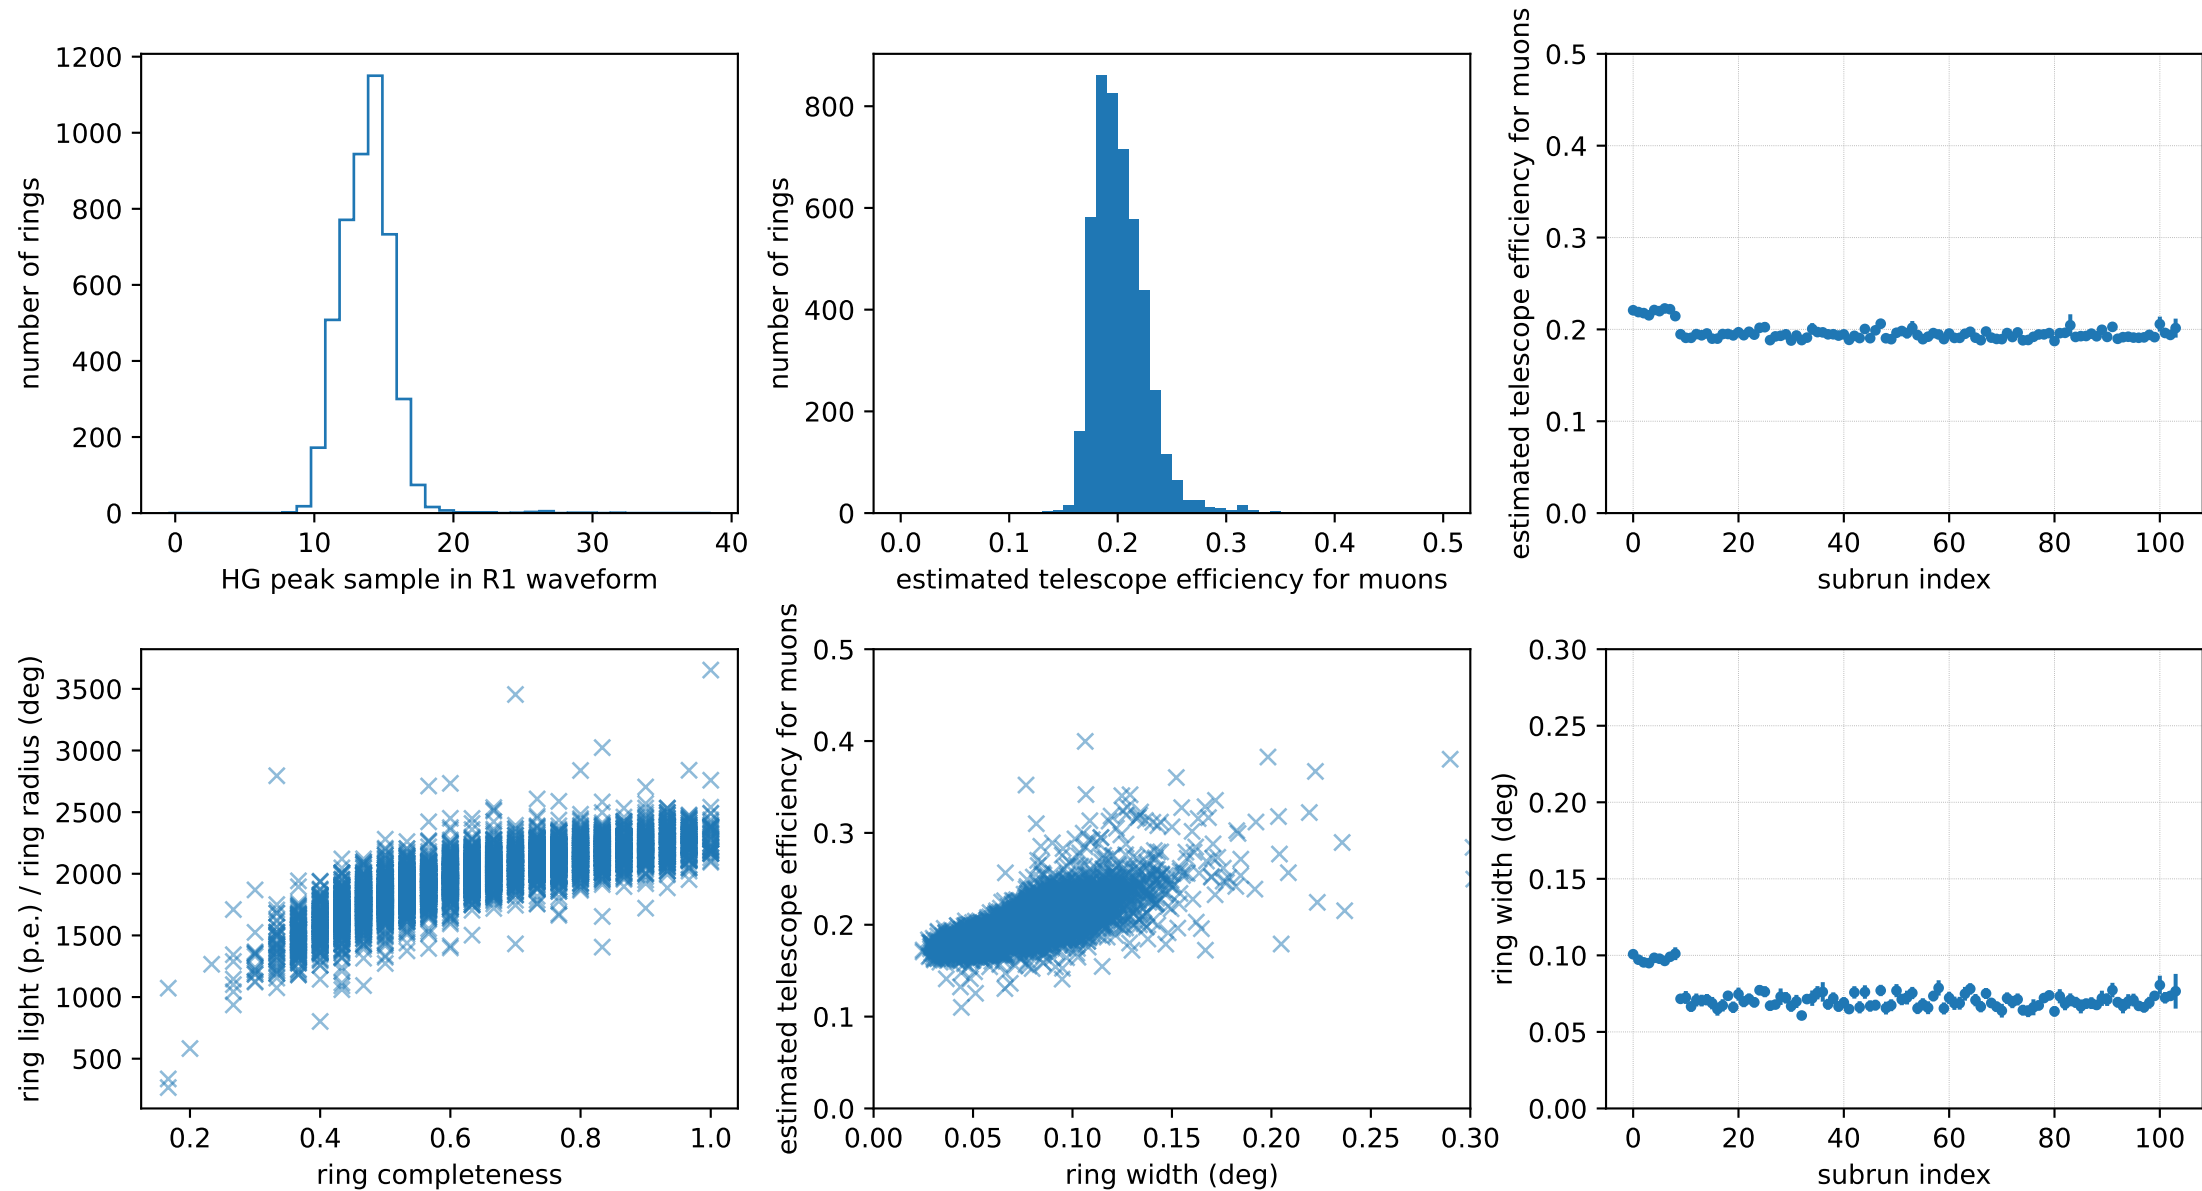 1200
1000
800
600
400
200
0
number of rings
0 10 20 30 40
HG peak sample in R1 waveform
800
600
400
200
0
number of rings
0.0 0.1 0.2 0.3 0.4 0.5
estimated telescope efficiency for muons
0.5
0.4
0.3
0.2
0.1
0.0
estimated telescope efficiency for muons
0 20 40 60 80 100
subrun index
3500
3000
2500
2000
1500
1000
500
ring light (p.e.) / ring radius (deg)
0.2 0.4 0.6 0.8 1.0
ring completeness
0.5
0.4
0.3
0.2
0.1
0.0
estimated telescope efficiency for muons
0.00 0.05 0.10 0.15 0.20 0.25 0.30
ring width (deg)
0.30
0.25
0.20
0.15
0.10
0.05
0.00
ring width (deg)
0 20 40 60 80 100
subrun index